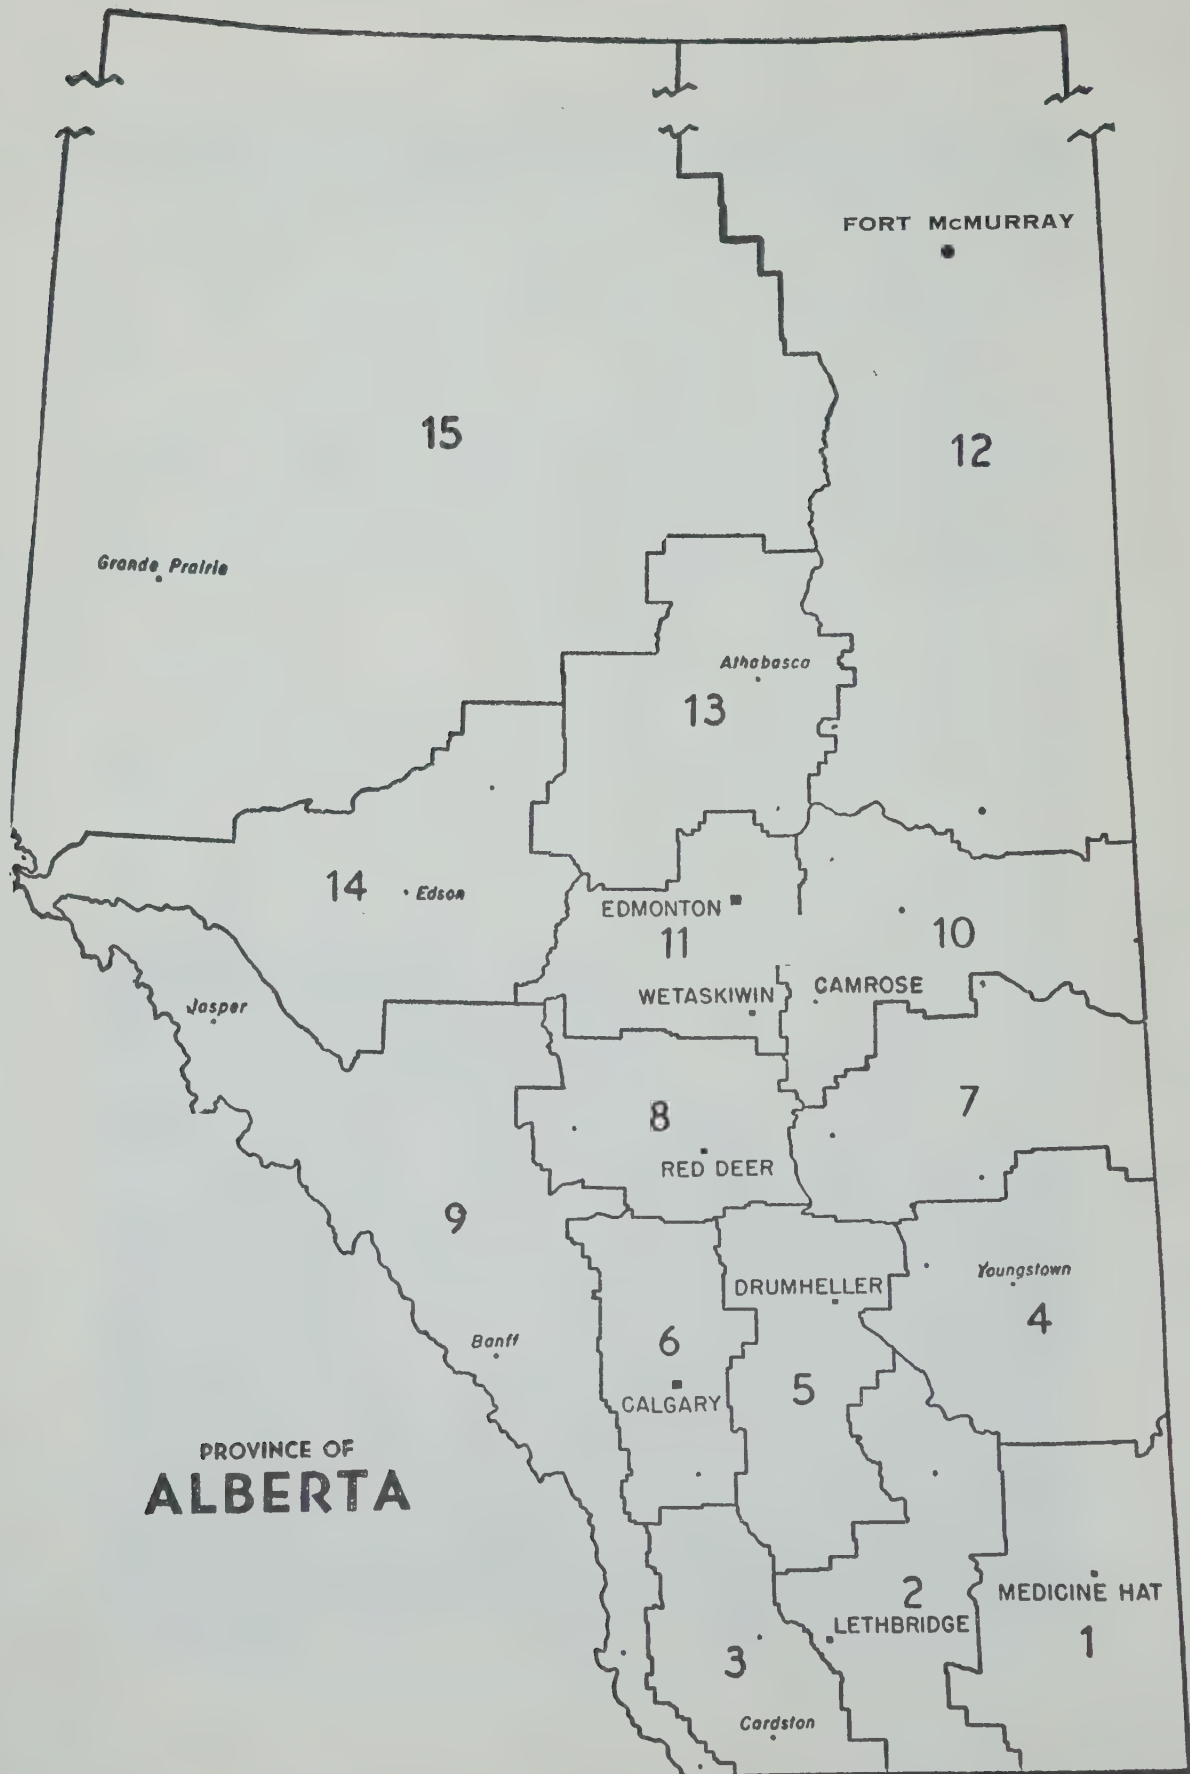 FORT McMURRAY
15
12
Grande Prairie
Athabasca
13
14
Edson
EDMONTON
11
10
WETASKIWIN
CAMROSE
Jasper
8
7
RED DEER
9
Youngstown
DRUMHELLER
4
6
Banff
5
CALGARY
PROVINCE OF
ALBERTA
2
MEDICINE HAT
LETHBRIDGE
1
3
Cardston